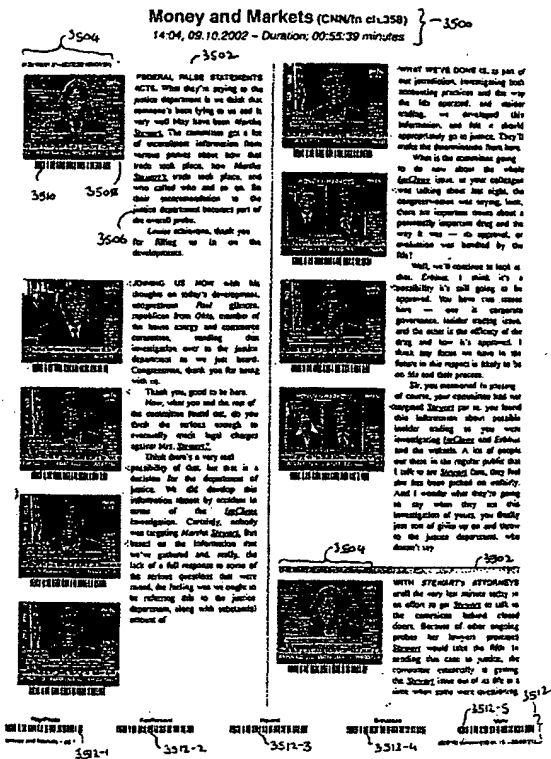 Money and Markets (CNN/fn ch.358)
3500
14:04, 09.10.2002 – Duration: 00:55:39 minutes
3504
3502
FEDERAL FALSE STATEMENTS
ACTS. What they're saying to the
justice department is we think that
someone's been lying to us and it
very well may have been Martha
Stewart. The committee got a lot
of inconsistent information from
various parties about how the
trade took place, how Martha
Stewart's trade took place, and
who called who and so on. So
their recommendation to the
justice department becomes part of
the overall probe.
3510
3508
3506
Louise
thank you
for filling us in on the
developments.
JOINING US NOW with his
thoughts on today's development,
congressman Paul
republican from Ohio, member of
the house energy and commerce
committee, sending that
investigation over to the justice
department as we just heard.
Congressman, thank you for being
with us.
Thank you, good to be here.
Now, what you and the rest of
the committee found out, do you
think the serious enough to
eventually reach legal charges
against Mrs. Stewart?
Think there's a very real
possibility of that, but that is a
decision for the department of
justice. We did develop this
information almost by accident in
terms of the ImClone
investigation. Certainly, nobody
was targeting Martha Stewart. But
based on the information that
we've gathered and, really, the
lack of a full response to some of
the serious questions that were
raised, the feeling was we ought to
be referring this to the justice
department, along with substantial
amount of
WHAT WE'VE DONE IS, as part of
our jurisdiction, investigating both
accounting practices and the way
the fda operated, and insider
trading, we developed this
information, and felt it should
appropriately go to justice. They'll
make the determination from here.
What is the committee going
to do now about the whole
ImClone issue, as your colleague
was talking about last night, the
congresswoman was saying, look,
there are important issues about a
potentially important drug and the
way it was — its approval, or
evaluation was handled by the
fda?
Well, we'll continue to look at
that. Erbitux, I think it's a
possibility it's still going to be
approved. You have two issues
here — one is corporate
governance, insider trading issue,
and the other is the efficacy of the
drug and how it's approved. I
think any focus we have in the
future in this respect is likely to be
on fda and their process.
Sir, you mentioned in passing
of course, your committee had not
targeted Stewart per se, you found
this information about possible
insider trading as you were
investigating ImClone and Erbitux
and the waksals. A lot of people
out there in the regular public that
I talk to are Stewart fans, they feel
she has been picked on unfairly.
And I wonder what they're going
to say when they see this
investigation of yours, you finally
just sort of give up on and throw
to the justice department, who
doesn't say
3504
3502
WITH STEWART'S ATTORNEYS
until the very last minute today in
an effort to get Stewart to talk to
the committee behind closed
doors. Because of other ongoing
probes her lawyers promised
Stewart would take the fifth. In
sending this case to justice, the
committee essentially is getting
the Stewart issue out of its life at a
time when some were questioning
3512
3512-5
3512-1
3512-2
3512-3
3512-4